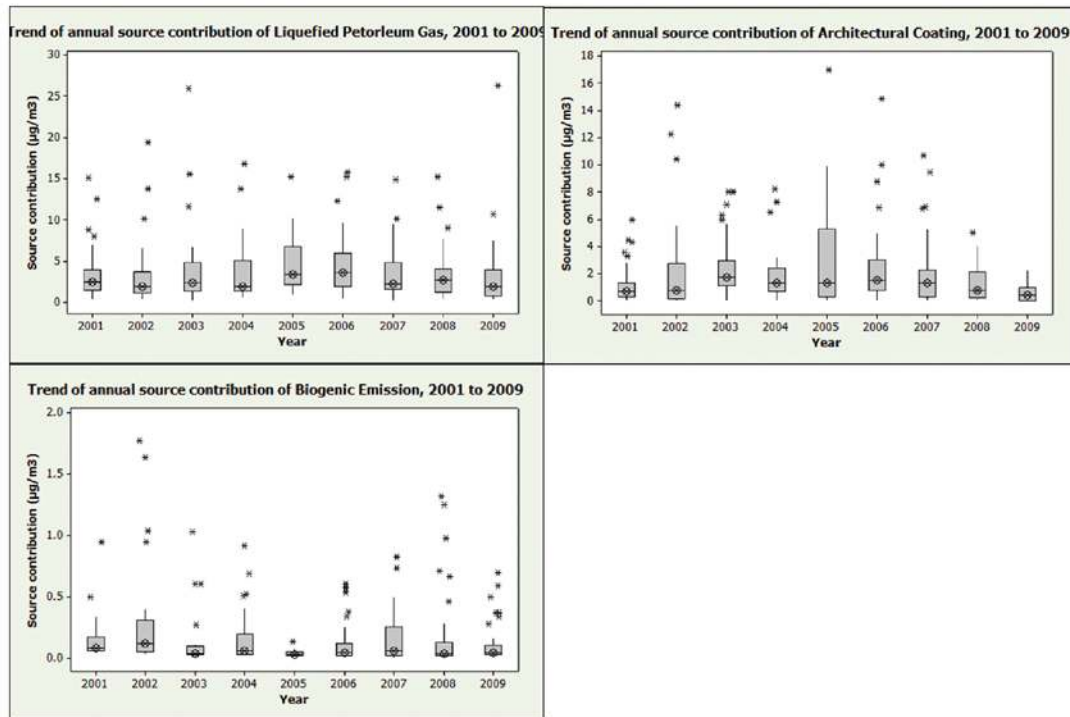 Trend of annual source contribution of Liquefied Petorleum Gas, 2001 to 2009
Source contribution (µg/m3)
30
25
20
15
10
5
0
2001 2002 2003 2004 2005 2006 2007 2008 2009
Year
Trend of annual source contribution of Architectural Coating, 2001 to 2009
Source contribution (µg/m3)
18
16
14
12
10
8
6
4
2
0
2001 2002 2003 2004 2005 2006 2007 2008 2009
Year
Trend of annual source contribution of Biogenic Emission, 2001 to 2009
Source contribution (µg/m3)
2.0
1.5
1.0
0.5
0.0
2001 2002 2003 2004 2005 2006 2007 2008 2009
Year